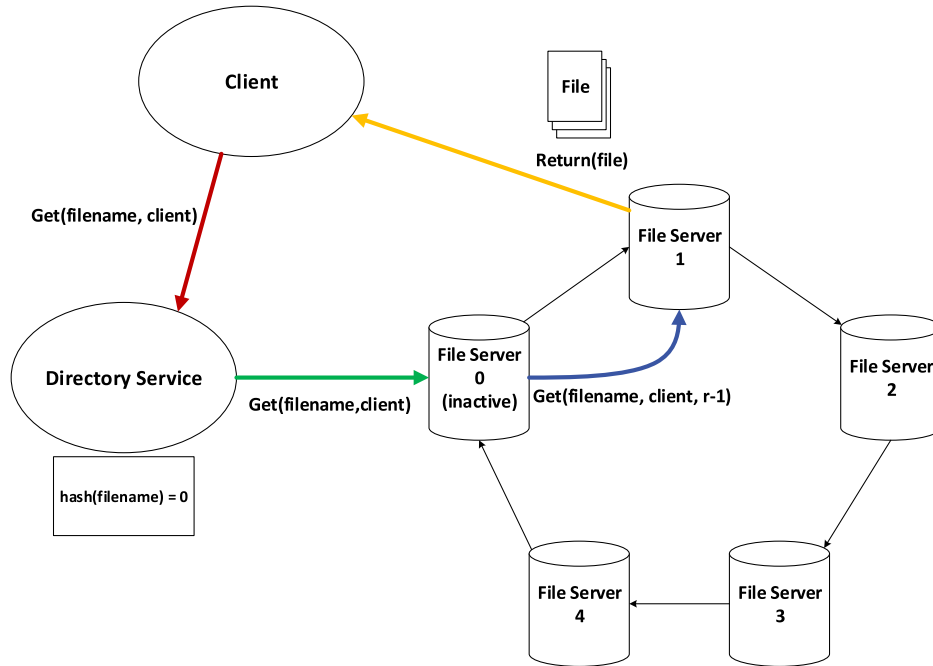 Client
File
Return(file)
Get(filename, client)
File Server
1
File Server
0
(inactive)
File Server
2
Directory Service
Get(filename,client)
Get(filename, client, r-1)
hash(filename) = 0
File Server
4
File Server
3